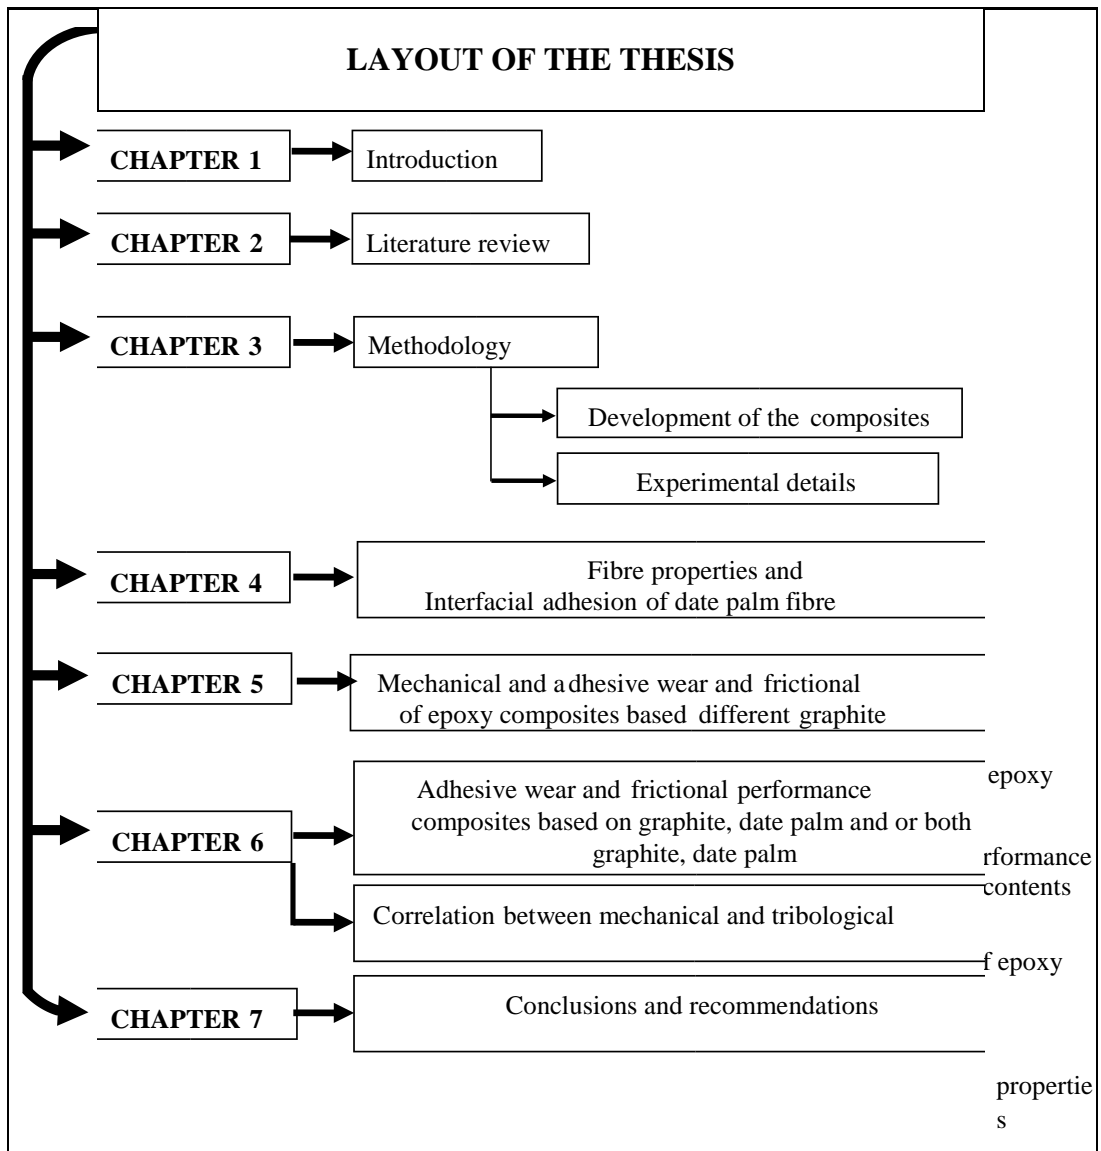 LAYOUT OF THE THESIS
CHAPTER 1
Introduction
CHAPTER 2
Literature review
CHAPTER 3
Methodology
Development of the composites
Experimental details
CHAPTER 4
Fibre properties and
Interfacial adhesion of date palm fibre
CHAPTER 5
Mechanical and adhesive wear and frictional
of epoxy composites based different graphite
epoxy
CHAPTER 6
Adhesive wear and frictional performance
composites based on graphite, date palm and or both
graphite, date palm
rformance
contents
Correlation between mechanical and tribological
f epoxy
CHAPTER 7
Conclusions and recommendations
propertie
s